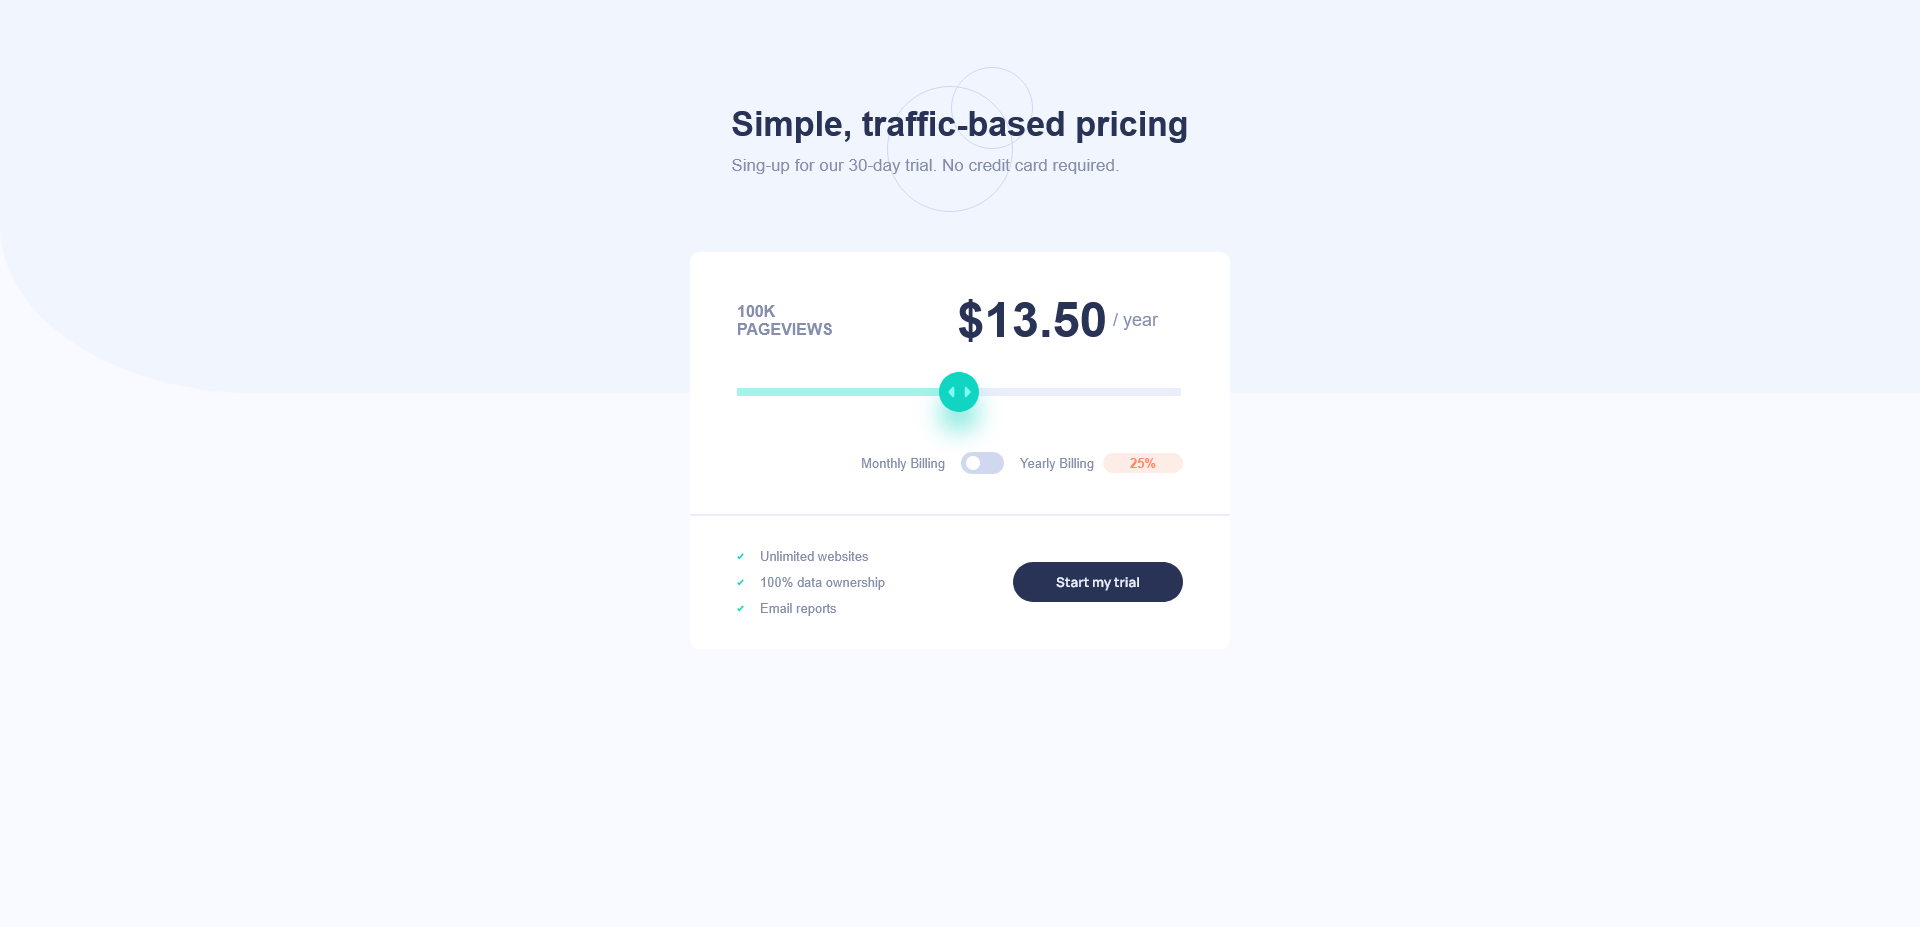 Simple, traffic-based pricing
Sing-up for our 30-day trial. No credit card required.
100K
PAGEVIEWS
$13.50 / year
Monthly Billing Yearly Billing 25%
✓ Unlimited websites
✓ 100% data ownership
✓ Email reports
Start my trial